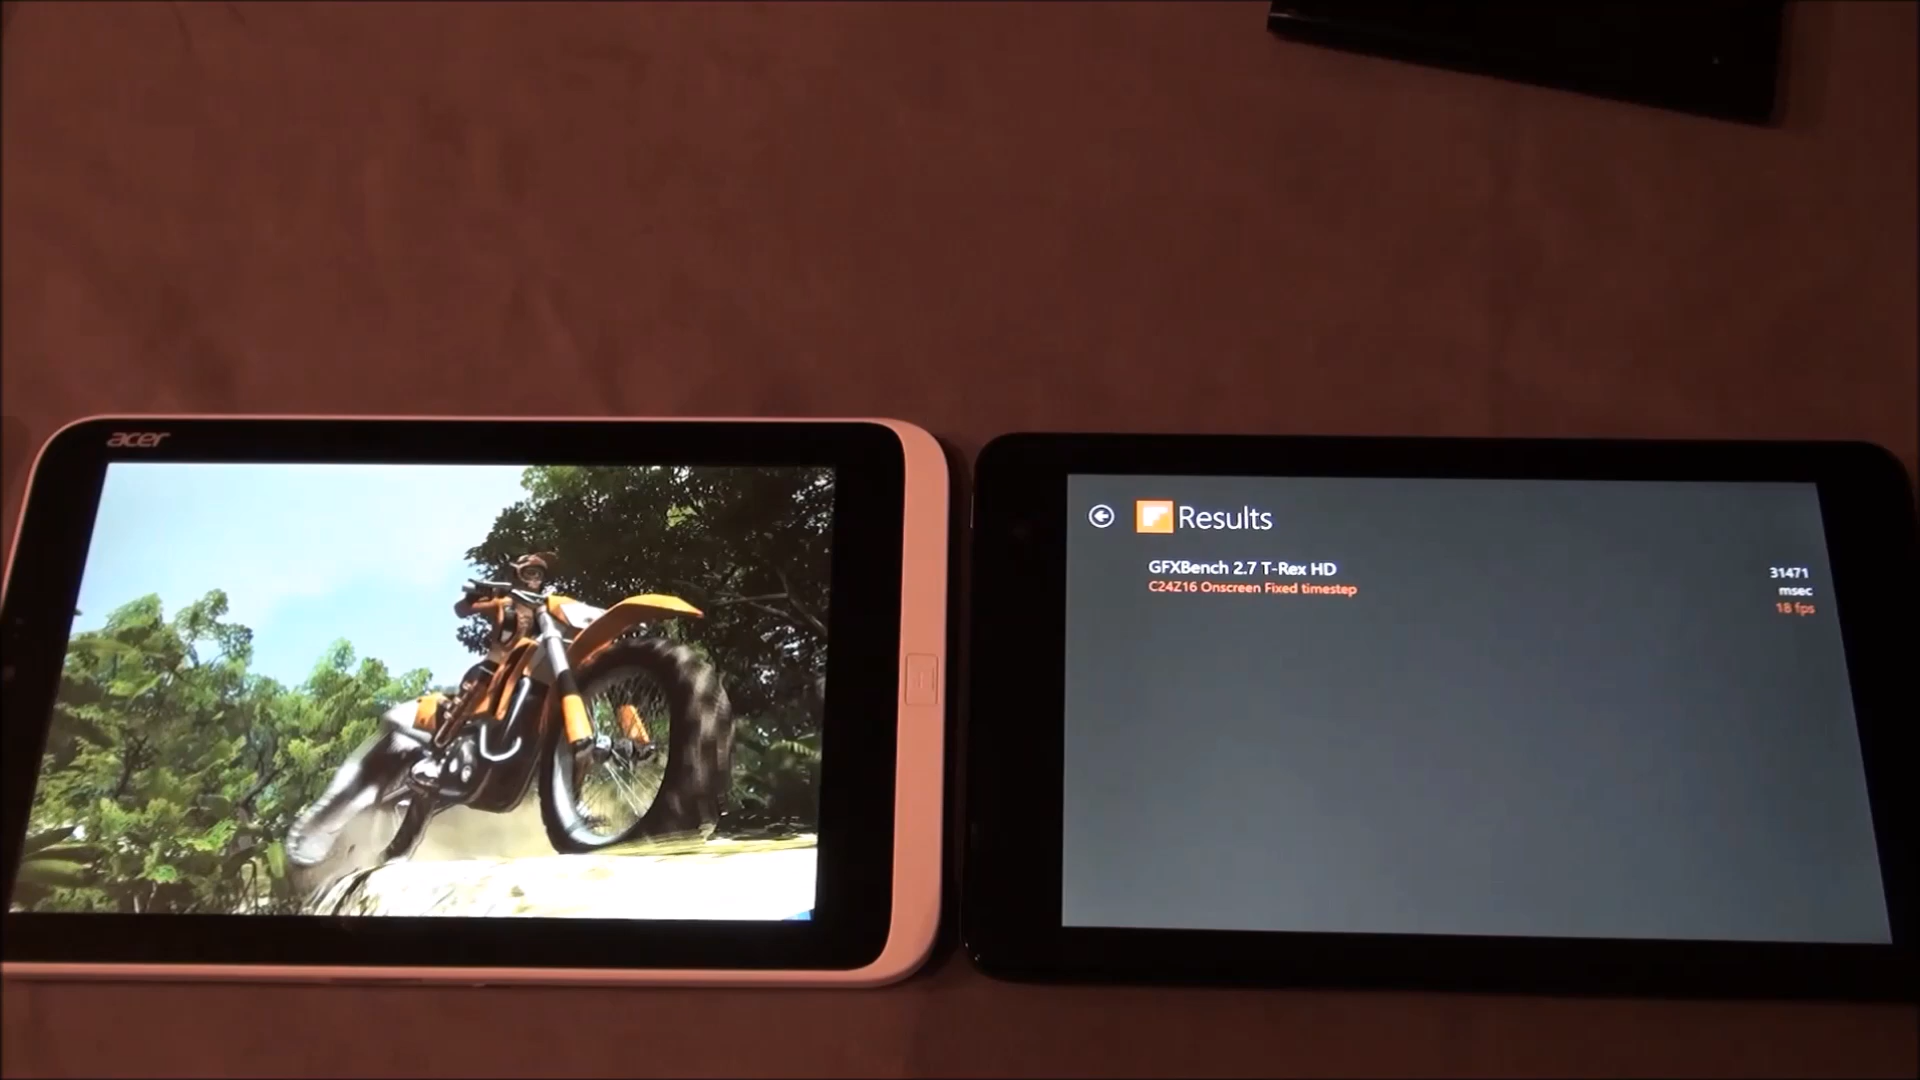 acer
Results
GFXBench 2.7 T-Rex HD
C24Z16 Onscreen Fixed timestep
31471
msec
18 fps